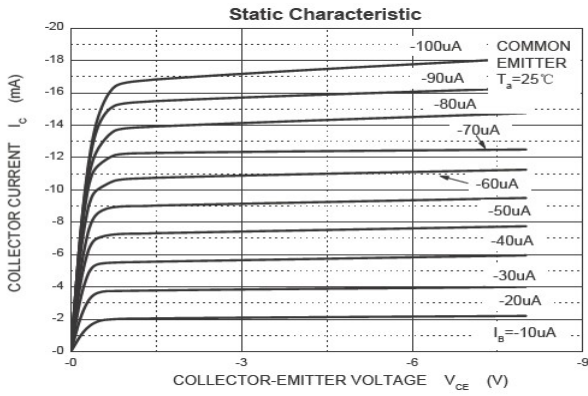 Static Characteristic
-20
-18
-16
-14
-12
-10
-8
-6
-4
-2
-0
COLLECTOR CURRENT I_C (mA)
-100uA
-90uA
-80uA
-70uA
-60uA
-50uA
-40uA
-30uA
-20uA
I_B=-10uA
COMMON
EMITTER
T_a=25℃
-0 -3 -6 -9
COLLECTOR-EMITTER VOLTAGE V_CE (V)